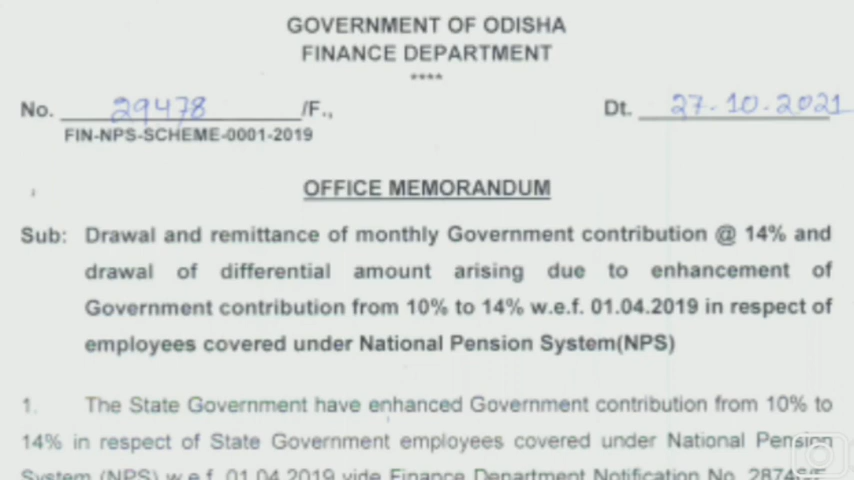 GOVERNMENT OF ODISHA
FINANCE DEPARTMENT
****
No. 29478 /F.,
Dt. 27-10-2021
FIN-NPS-SCHEME-0001-2019
OFFICE MEMORANDUM
Sub: Drawal and remittance of monthly Government contribution @ 14% and
drawal of differential amount arising due to enhancement of
Government contribution from 10% to 14% w.e.f. 01.04.2019 in respect of
employees covered under National Pension System(NPS)
1. The State Government have enhanced Government contribution from 10% to
14% in respect of State Government employees covered under National Pension
System (NPS) w.e.f. 01.04.2019 vide Finance Department Notification No.